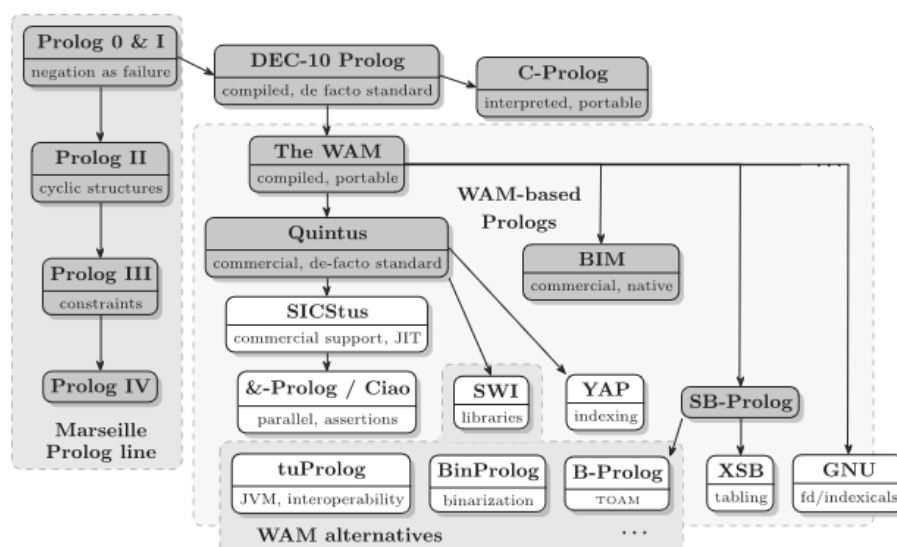 Prolog 0 & I
negation as failure
DEC-10 Prolog
compiled, de facto standard
C-Prolog
interpreted, portable
Prolog II
cyclic structures
The WAM
compiled, portable
...
WAM-based
Prologs
Quintus
commercial, de-facto standard
BIM
commercial, native
Prolog III
constraints
SICStus
commercial support, JIT
Prolog IV
&-Prolog / Ciao
parallel, assertions
SWI
libraries
YAP
indexing
SB-Prolog
Marseille
Prolog line
tuProlog
JVM, interoperability
BinProlog
binarization
B-Prolog
TOAM
XSB
tabling
GNU
fd/indexicals
WAM alternatives
...